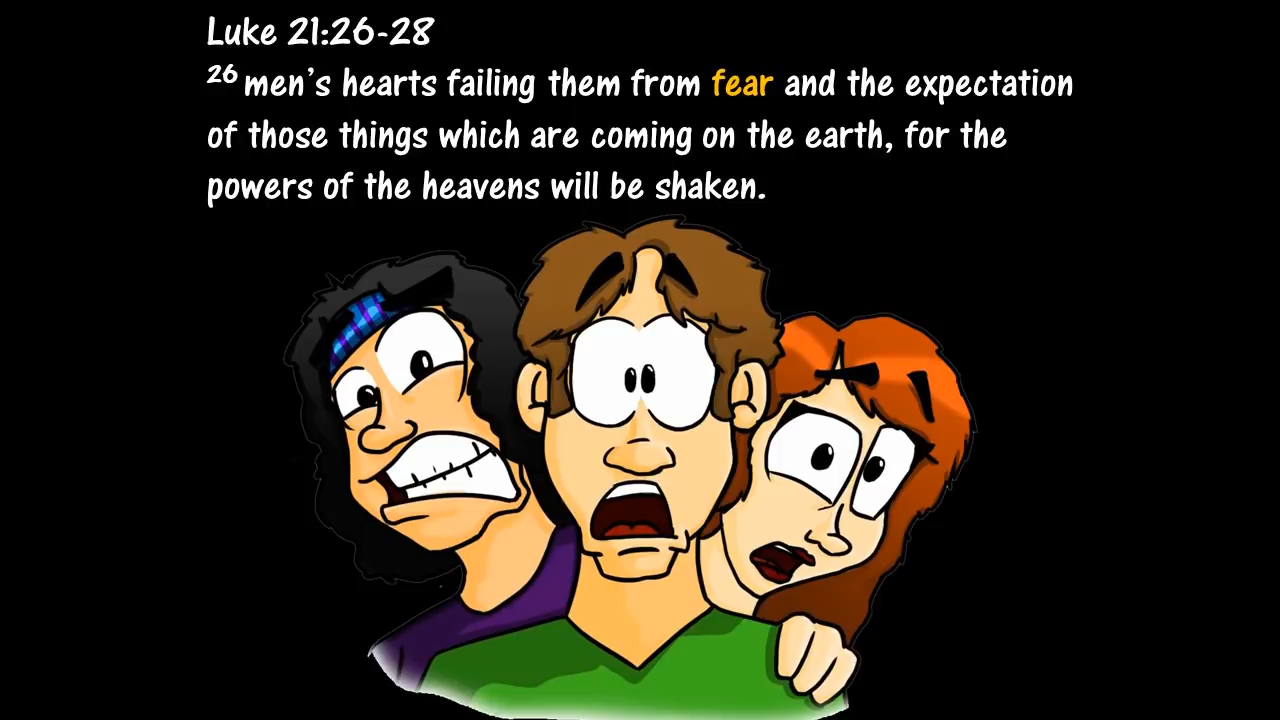 Luke 21:26-28
26 men's hearts failing them from fear and the expectation
of those things which are coming on the earth, for the
powers of the heavens will be shaken.